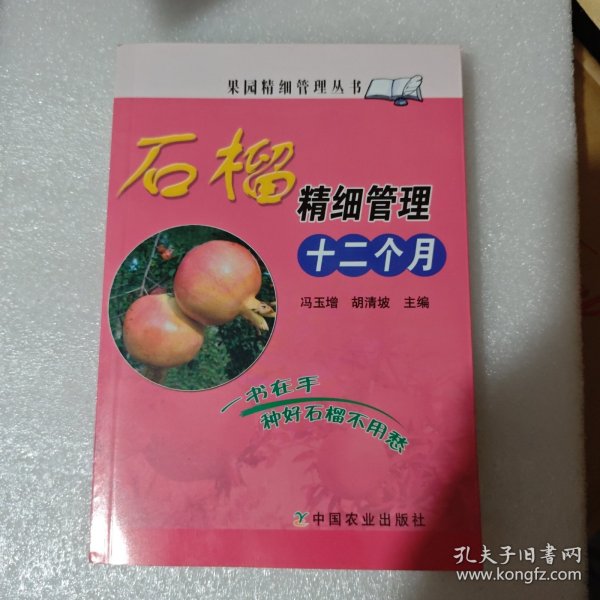 果园精细管理丛书
石榴
精细管理
十二个月
冯玉增 胡清坡 主编
一书在手
种好石榴不用愁
中国农业出版社
孔夫子旧书网
www.kongfz.com